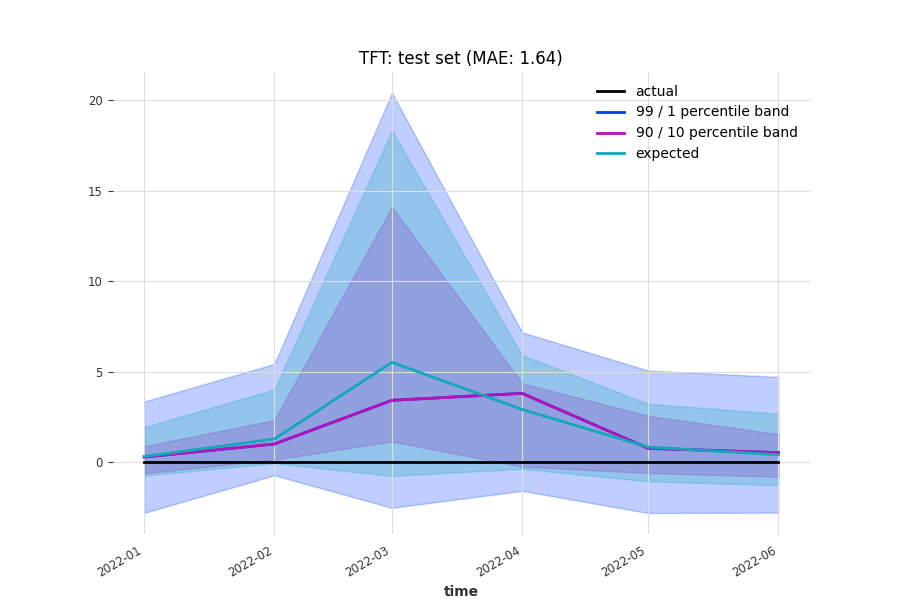 TFT: test set (MAE: 1.64)
actual
99 / 1 percentile band
90 / 10 percentile band
expected
20
15
10
5
0
2022-01
2022-02
2022-03
2022-04
2022-05
2022-06
time